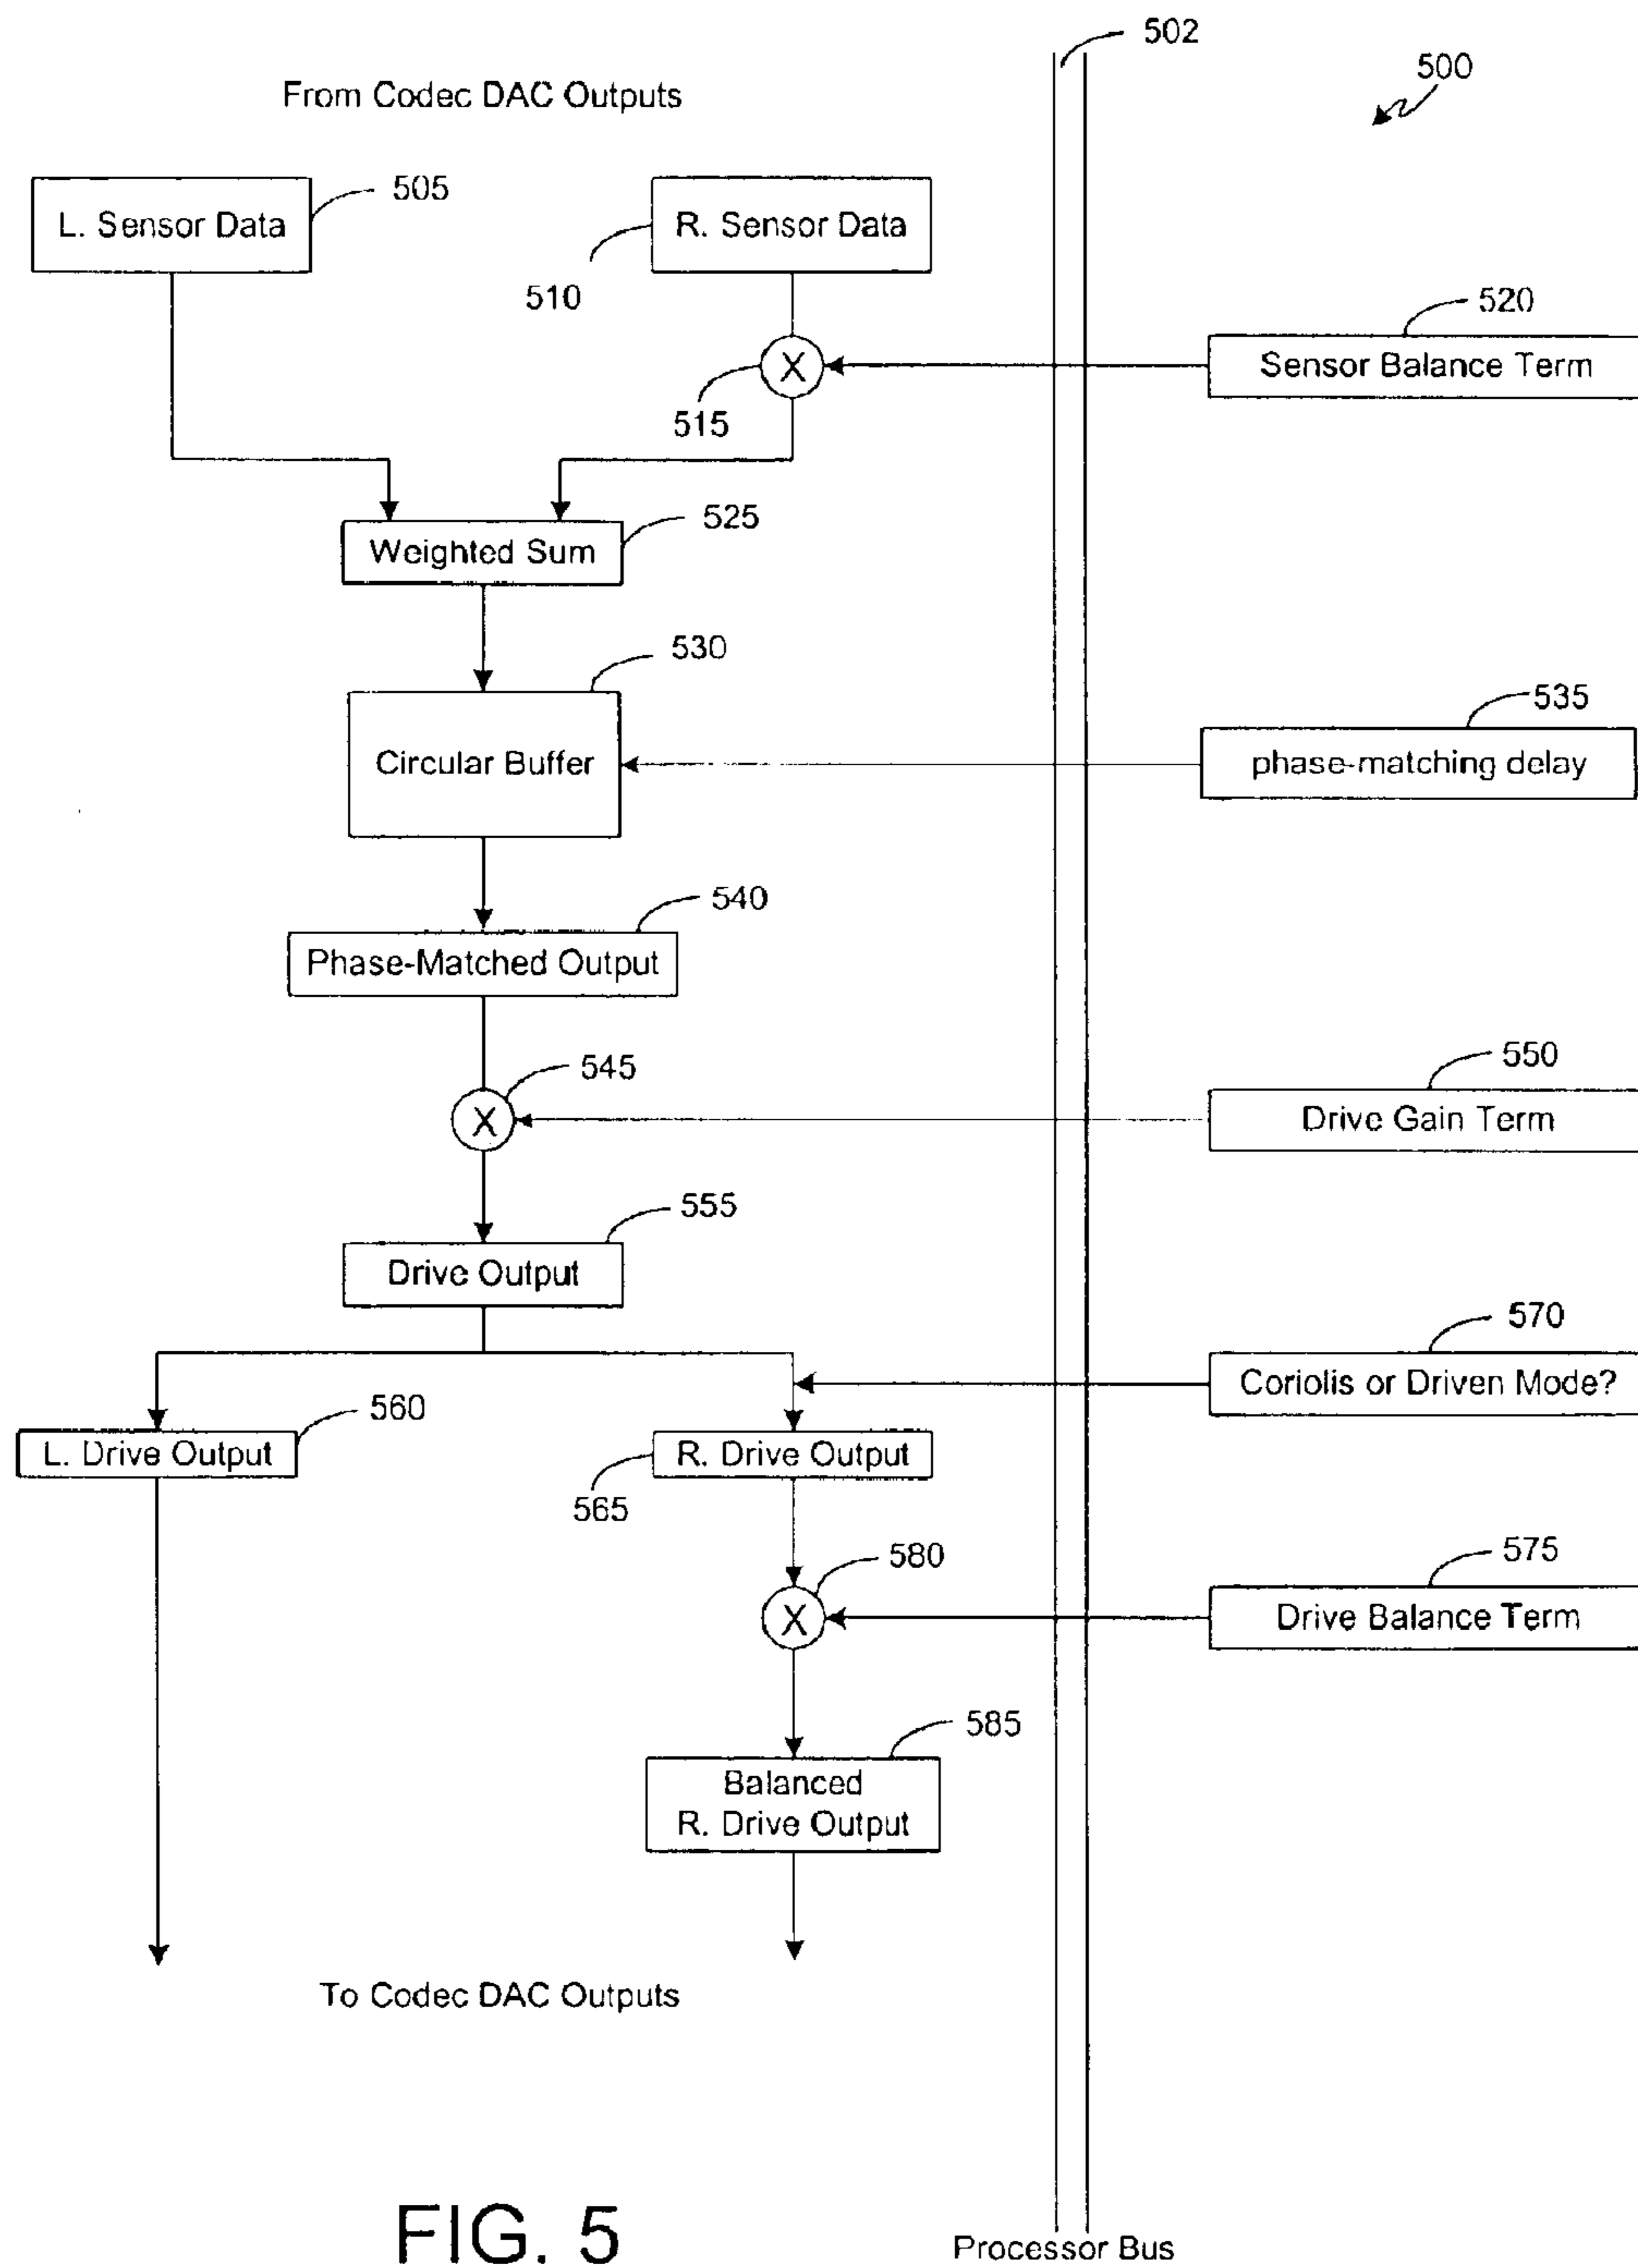 502
500
From Codec DAC Outputs
505
L. Sensor Data
R. Sensor Data
510
520
Sensor Balance Term
X
515
525
Weighted Sum
530
535
Circular Buffer
phase-matching delay
540
Phase-Matched Output
545
550
X
Drive Gain Term
555
Drive Output
570
Coriolis or Driven Mode?
560
L. Drive Output
R. Drive Output
565
580
575
X
Drive Balance Term
585
Balanced
R. Drive Output
To Codec DAC Outputs
FIG. 5
Processor Bus